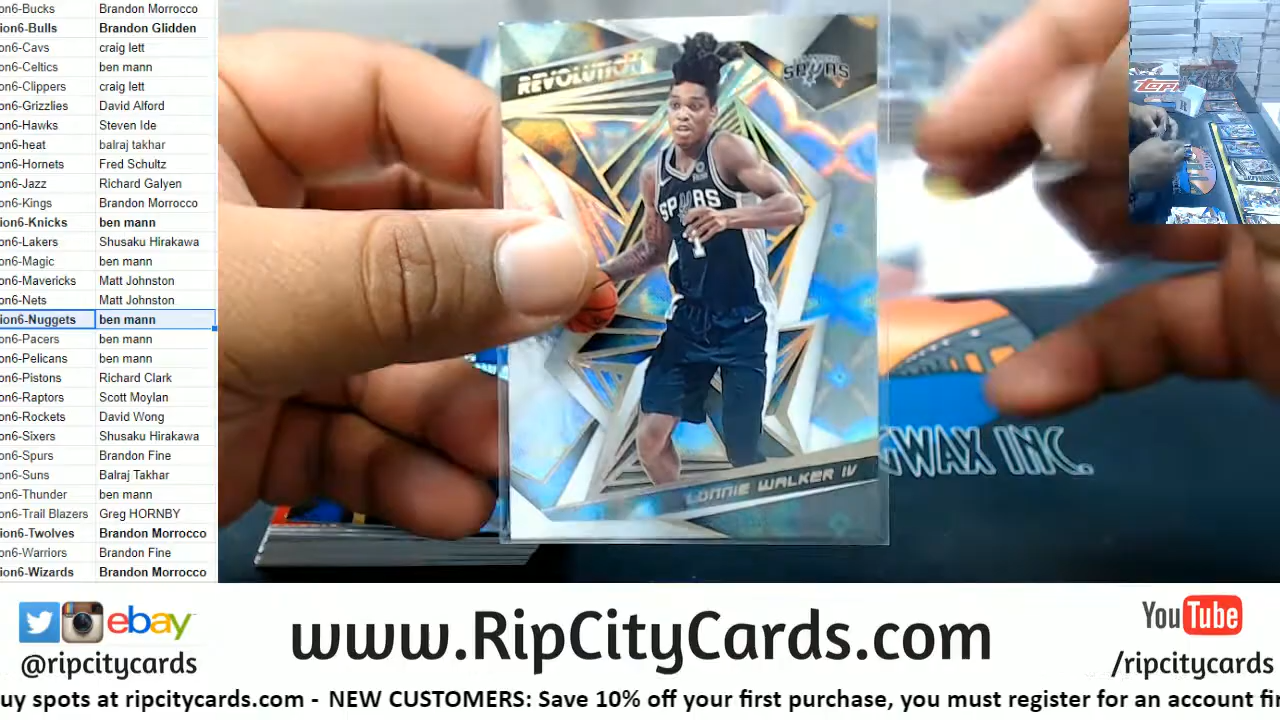 on6-Bucks Brandon Morrocco
ion6-Bulls Brandon Glidden
on6-Cavs craig lett
on6-Celtics ben mann
on6-Clippers craig lett
on6-Grizzlies David Alford
on6-Hawks Steven Ide
on6-heat balraj takhar
on6-Hornets Fred Schultz
on6-Jazz Richard Galyen
on6-Kings Brandon Morrocco
ion6-Knicks ben mann
on6-Lakers Shusaku Hirakawa
on6-Magic ben mann
on6-Mavericks Matt Johnston
on6-Nets Matt Johnston
ion6-Nuggets ben mann
on6-Pacers ben mann
on6-Pelicans ben mann
on6-Pistons Richard Clark
on6-Raptors Scott Moylan
on6-Rockets David Wong
on6-Sixers Shusaku Hirakawa
on6-Spurs Brandon Fine
on6-Suns Balraj Takhar
on6-Thunder ben mann
on6-Trail Blazers Greg HORNBY
ion6-Twolves Brandon Morrocco
on6-Warriors Brandon Fine
ion6-Wizards Brandon Morrocco
REVOLUTION
SPURS
SPURS
1
LONNIE WALKER IV
GWAX INC.
Topps
ebay
@ripcitycards
www.RipCityCards.com
YouTube
/ripcitycards
buy spots at ripcitycards.com - NEW CUSTOMERS: Save 10% off your first purchase, you must register for an account fi